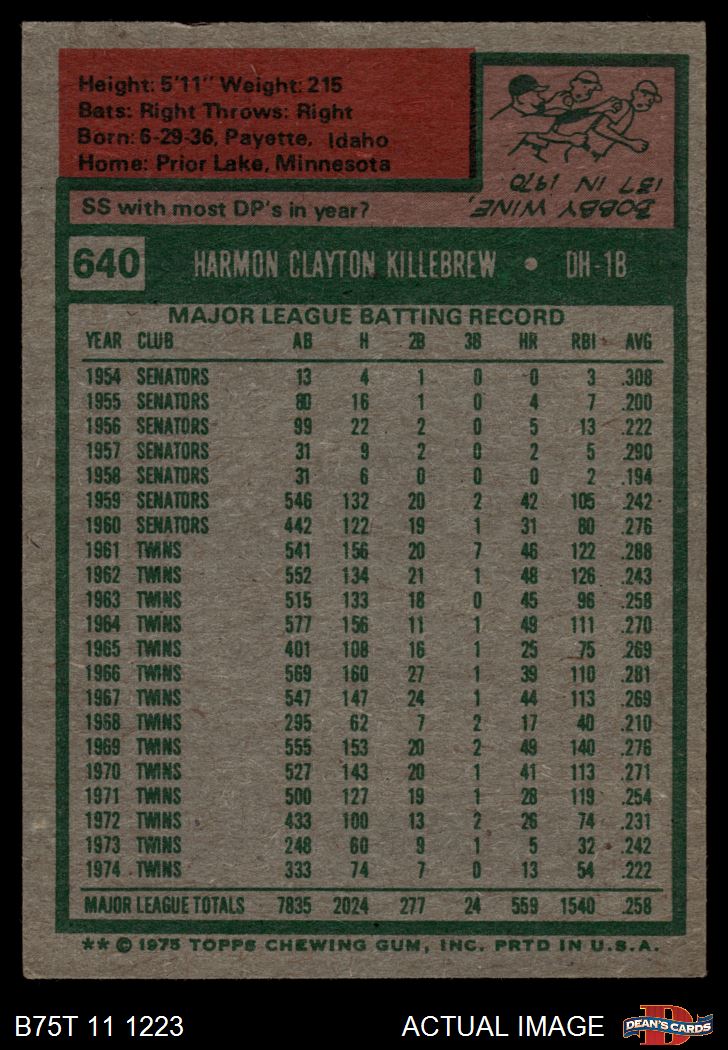 Height: 5'11" Weight: 215
Bats: Right Throws: Right
Born: 6-29-36, Payette, Idaho
Home: Prior Lake, Minnesota
SS with most DP's in year?
BOBBY WINE,
137 IN 1970
640 HARMON CLAYTON KILLEBREW • DH-1B
MAJOR LEAGUE BATTING RECORD
YEAR CLUB AB H 2B 3B HR RBI AVG
1954 SENATORS 13 4 1 0 0 3 .308
1955 SENATORS 80 16 1 0 4 7 .200
1956 SENATORS 99 22 2 0 5 13 .222
1957 SENATORS 31 9 2 0 2 5 .290
1958 SENATORS 31 6 0 0 0 2 .194
1959 SENATORS 546 132 20 2 42 105 .242
1960 SENATORS 442 122 19 1 31 80 .276
1961 TWINS 541 156 20 7 46 122 .288
1962 TWINS 552 134 21 1 48 126 .243
1963 TWINS 515 133 18 0 45 96 .258
1964 TWINS 577 156 11 1 49 111 .270
1965 TWINS 401 108 16 1 25 75 .269
1966 TWINS 569 160 27 1 39 110 .281
1967 TWINS 547 147 24 1 44 113 .269
1968 TWINS 295 62 7 2 17 40 .210
1969 TWINS 555 153 20 2 49 140 .276
1970 TWINS 527 143 20 1 41 113 .271
1971 TWINS 500 127 19 1 28 119 .254
1972 TWINS 433 100 13 2 26 74 .231
1973 TWINS 248 60 9 1 5 32 .242
1974 TWINS 333 74 7 0 13 54 .222
MAJOR LEAGUE TOTALS 7835 2024 277 24 559 1540 .258
** © 1975 TOPPS CHEWING GUM, INC. PRTD IN U.S.A.
B75T 11 1223 ACTUAL IMAGE
D
DEAN'S CARDS